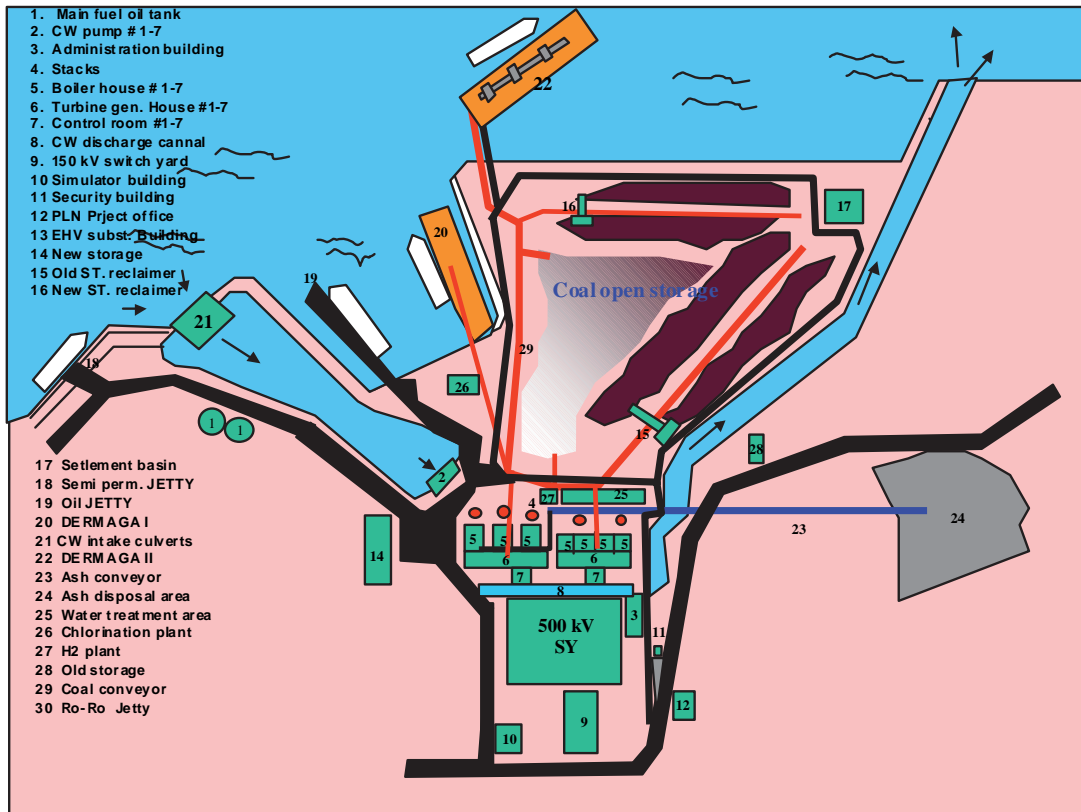 1. Main fuel oil tank
2. CW pump # 1-7
3. Administration building
4. Stacks
5. Boiler house # 1-7
6. Turbine gen. House #1-7
7. Control room #1-7
8. CW discharge cannal
9. 150 kV switch yard
10 Simulator building
11 Security building
12 PLN Prject office
13 EHV subst. Building
14 New storage
15 Old ST. reclaimer
16 New ST. reclaimer
22
16
17
20
Coal open storage
19
21
29
18
26
1 1
15
28
2
17 Setlement basin
18 Semi perm. JETTY
19 Oil JETTY
20 DERMAGA I
21 CW intake culverts
22 DERMAGA II
23 Ash conveyor
24 Ash disposal area
25 Water treatment area
26 Chlorination plant
27 H2 plant
28 Old storage
29 Coal conveyor
30 Ro-Ro Jetty
4 27 25
23 24
5 5 5 5 5 5 5
14
6 6
7 7
8
3
500 kV
SY
11
12
9
10